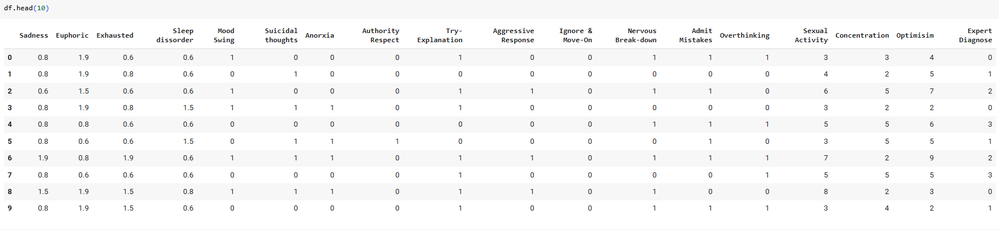 df.head(10)
Sadness Euphoric Exhausted Sleep dissorder Mood Swing Suicidal thoughts Anorxia Authority Respect Try-Explanation Aggressive Response Ignore & Move-On Nervous Break-down Admit Mistakes Overthinking Sexual Activity Concentration Optimisim Expert Diagnose
0 0.8 1.9 0.6 0.6 1 0 0 0 1 0 0 1 1 1 3 3 4 0
1 0.8 1.9 0.8 0.6 0 1 0 0 0 0 0 0 0 0 4 2 5 1
2 0.6 1.5 0.6 0.6 1 0 0 0 1 1 0 1 1 0 6 5 7 2
3 0.8 1.9 0.8 1.5 1 1 1 0 1 0 0 0 0 0 3 2 2 0
4 0.8 0.8 0.6 0.6 0 0 0 0 0 0 0 1 1 1 5 5 6 3
5 0.8 0.6 0.6 1.5 0 1 1 1 0 0 0 0 1 0 3 5 5 1
6 1.9 0.8 1.9 0.6 1 1 1 0 1 1 0 1 1 1 7 2 9 2
7 0.8 0.6 0.6 0.6 0 0 0 0 1 0 0 0 0 1 5 5 5 3
8 1.5 1.9 1.5 0.8 1 1 1 0 1 1 0 1 0 0 8 2 3 0
9 0.8 1.9 1.5 0.6 0 0 0 0 1 0 0 1 1 1 3 4 2 1